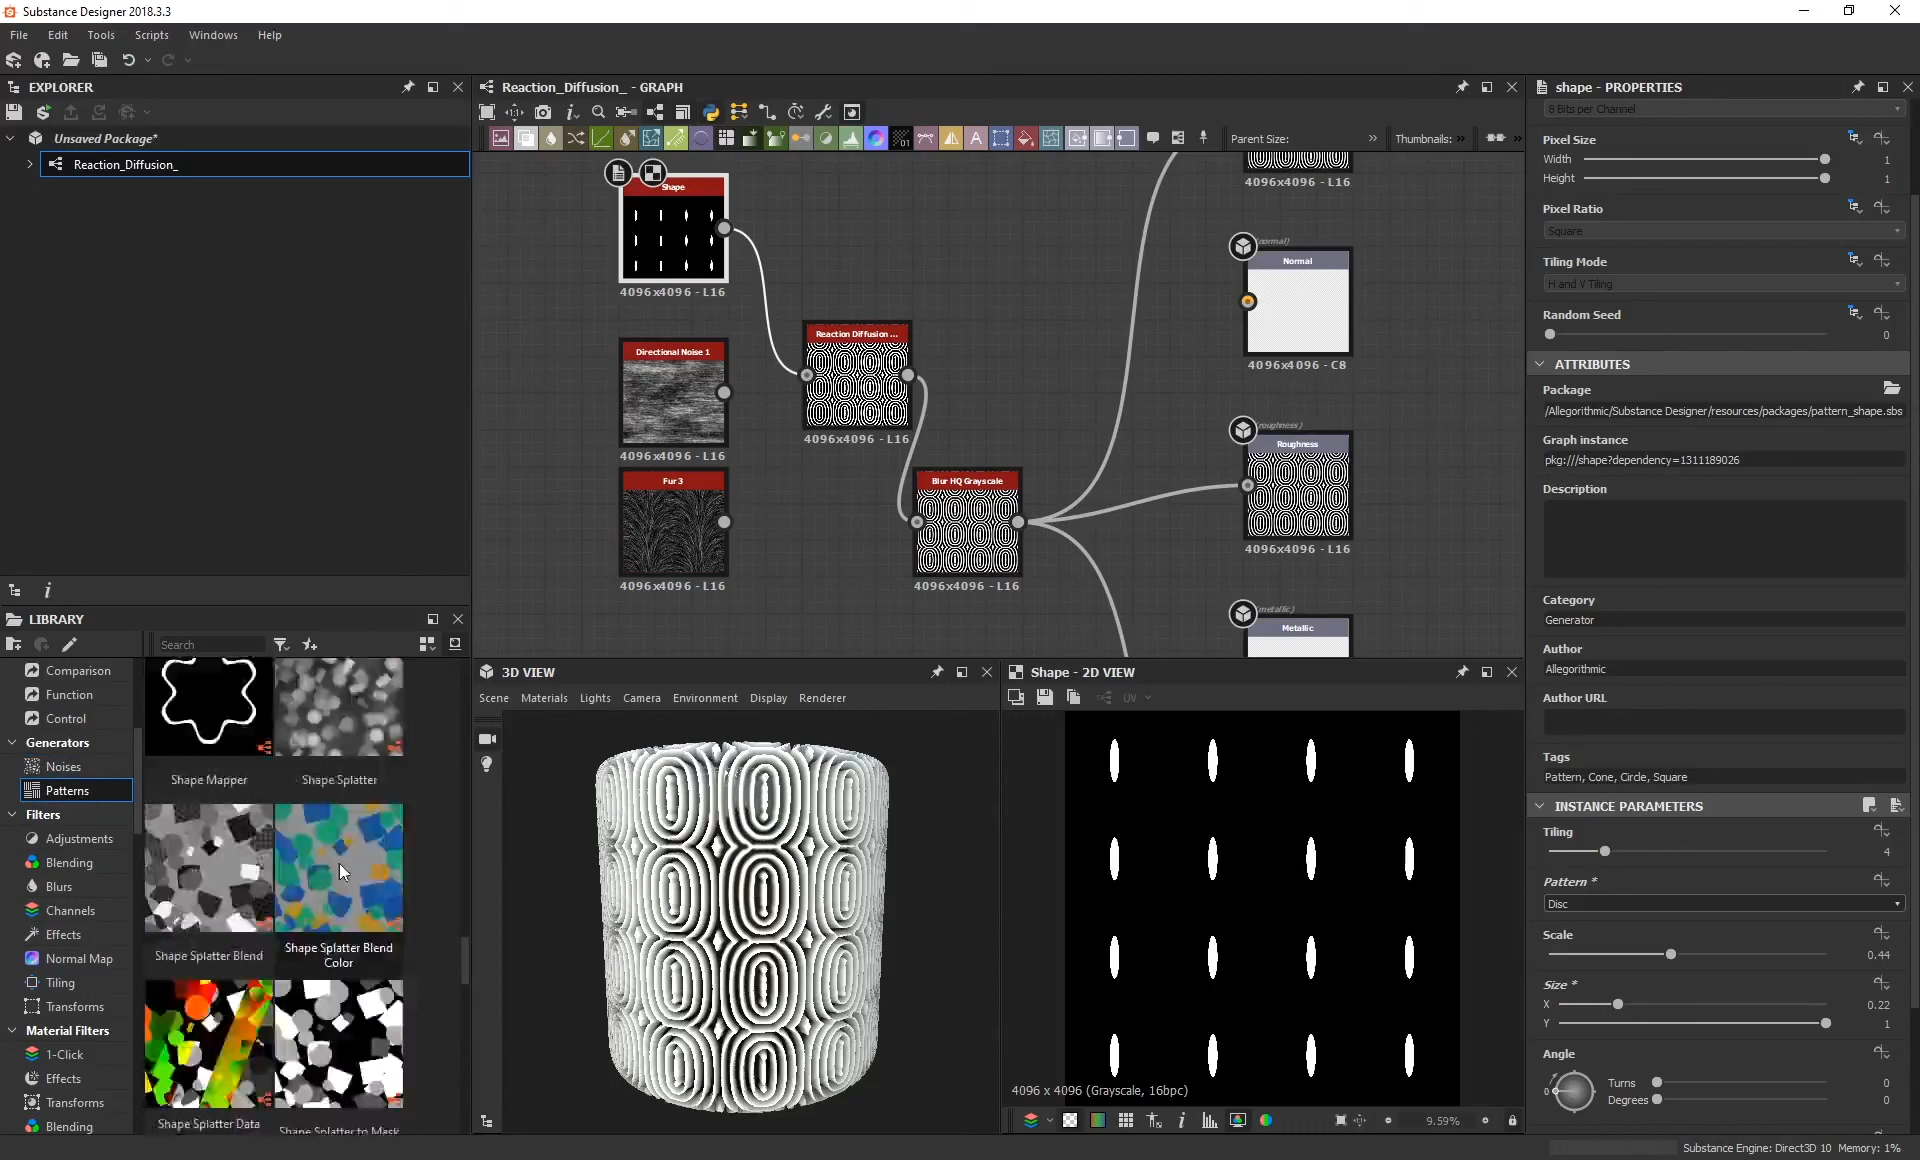 Substance Designer 2018.3.3
File Edit Tools Scripts Windows Help
EXPLORER
Unsaved Package*
Reaction_Diffusion_
LIBRARY
Search
Comparison
Function
Control
Generators
Noises
Patterns
Filters
Adjustments
Blending
Blurs
Channels
Effects
Normal Map
Tiling
Transforms
Material Filters
1-Click
Effects
Transforms
Blending
Shape Mapper
Shape Splatter
Shape Splatter Blend
Shape Splatter Blend
Color
Shape Splatter Data
Shape Splatter to Mask
Reaction_Diffusion_ - GRAPH
Parent Size:
Thumbnails:
Shape
4096x4096 - L16
Directional Noise 1
4096x4096 - L16
Fur 3
4096x4096 - L16
Reaction Diffusion ...
4096x4096 - L16
Blur HQ Grayscale
4096x4096 - L16
4096x4096 - L16
(normal)
Normal
4096x4096 - C8
(roughness)
Roughness
4096x4096 - L16
(metallic)
Metallic
3D VIEW
Scene Materials Lights Camera Environment Display Renderer
Shape - 2D VIEW
UV
4096 x 4096 (Grayscale, 16bpc)
9.59%
shape - PROPERTIES
8 Bits per Channel
Pixel Size
Width 1
Height 1
Pixel Ratio
Square
Tiling Mode
H and V Tiling
Random Seed
0
ATTRIBUTES
Package
/Allegorithmic/Substance Designer/resources/packages/pattern_shape.sbs
Graph instance
pkg:///shape?dependency=1311189026
Description
Category
Generator
Author
Allegorithmic
Author URL
Tags
Pattern, Cone, Circle, Square
INSTANCE PARAMETERS
Tiling
4
Pattern *
Disc
Scale
0.44
Size *
X 0.22
Y 1
Angle
0
Turns 0
Degrees 0
Substance Engine: Direct3D 10 Memory: 1%